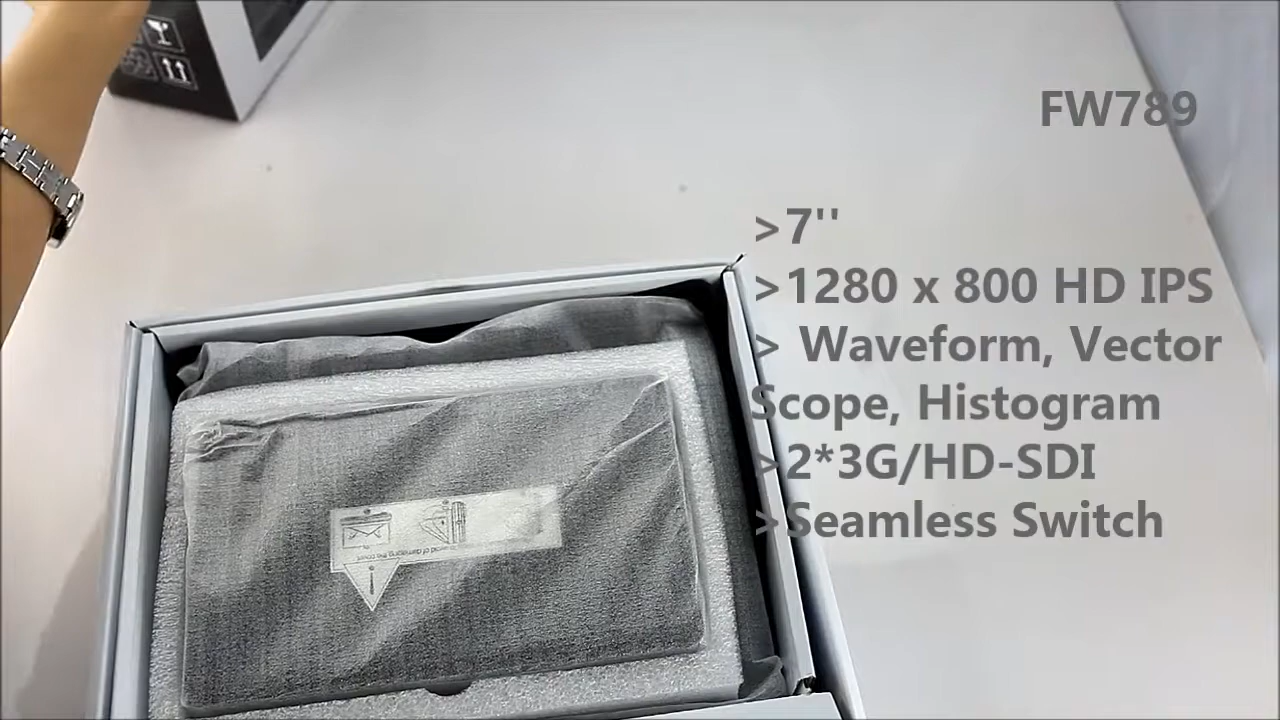 FW789
>7''
>1280 x 800 HD IPS
> Waveform, Vector
Scope, Histogram
>2*3G/HD-SDI
>Seamless Switch